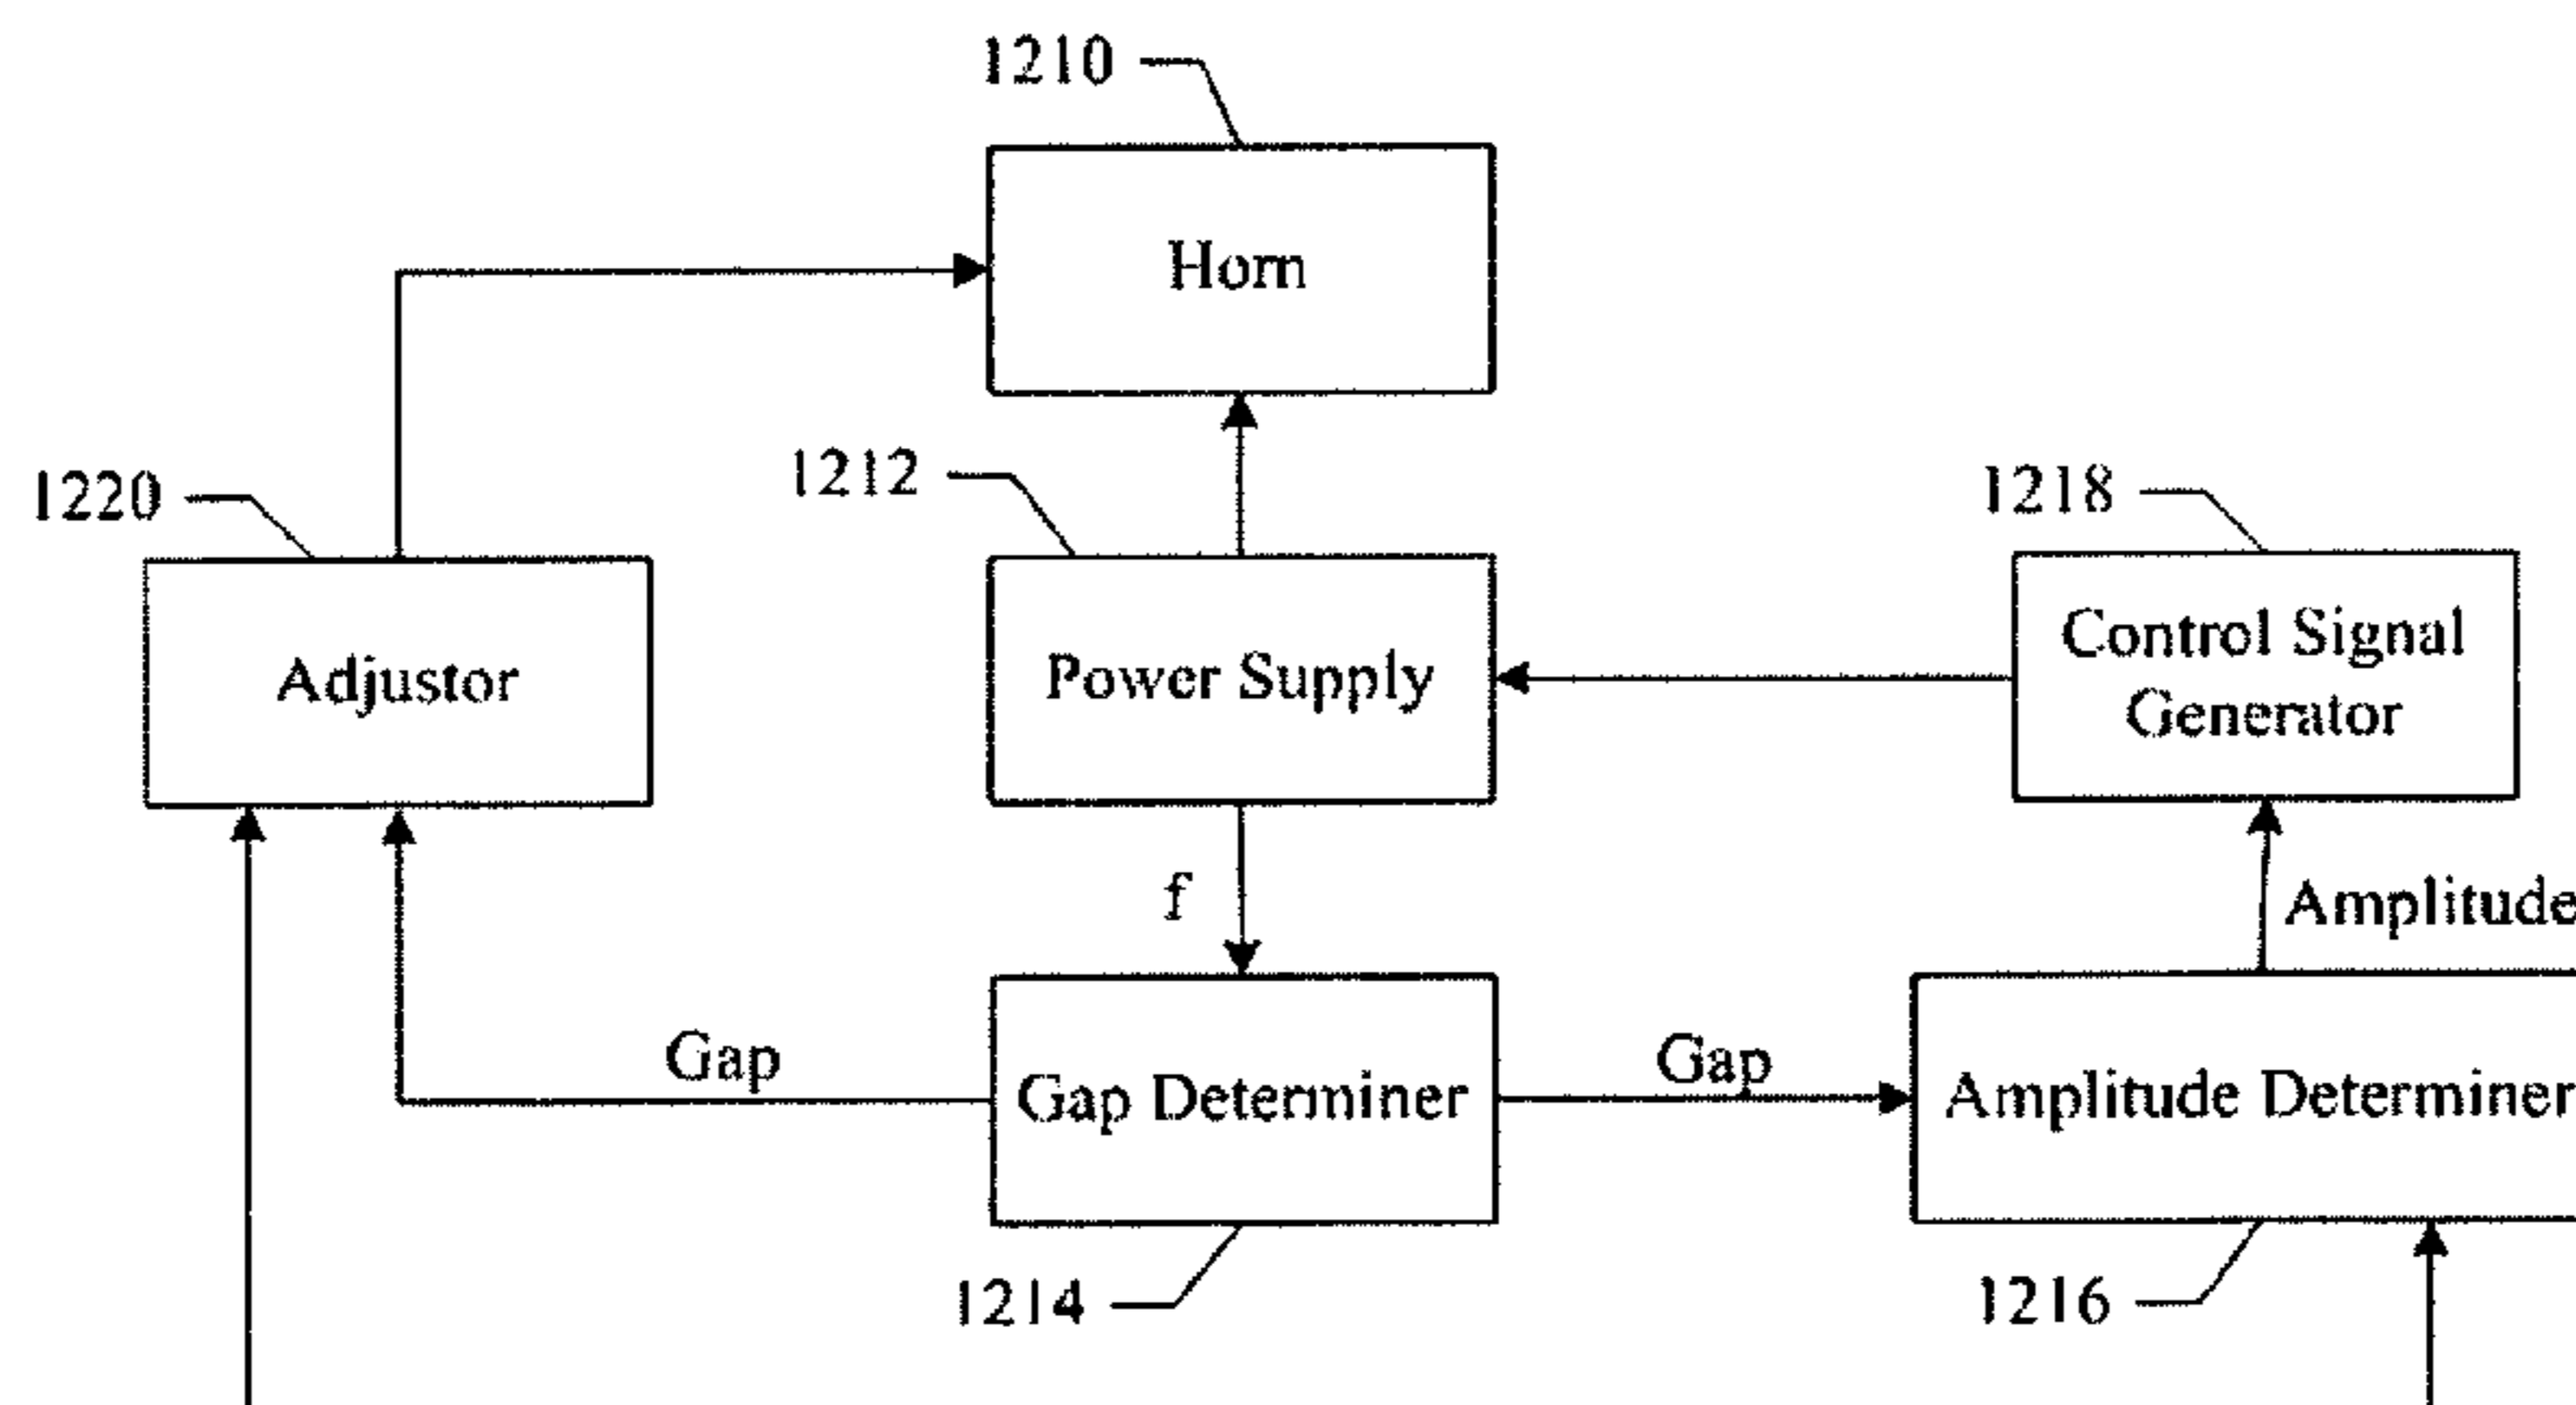 1210
Horn
1212
1220
1218
Adjustor
Power Supply
Control Signal
Generator
f
Amplitude
Gap
Gap
Gap Determiner
Amplitude Determiner
1214
1216